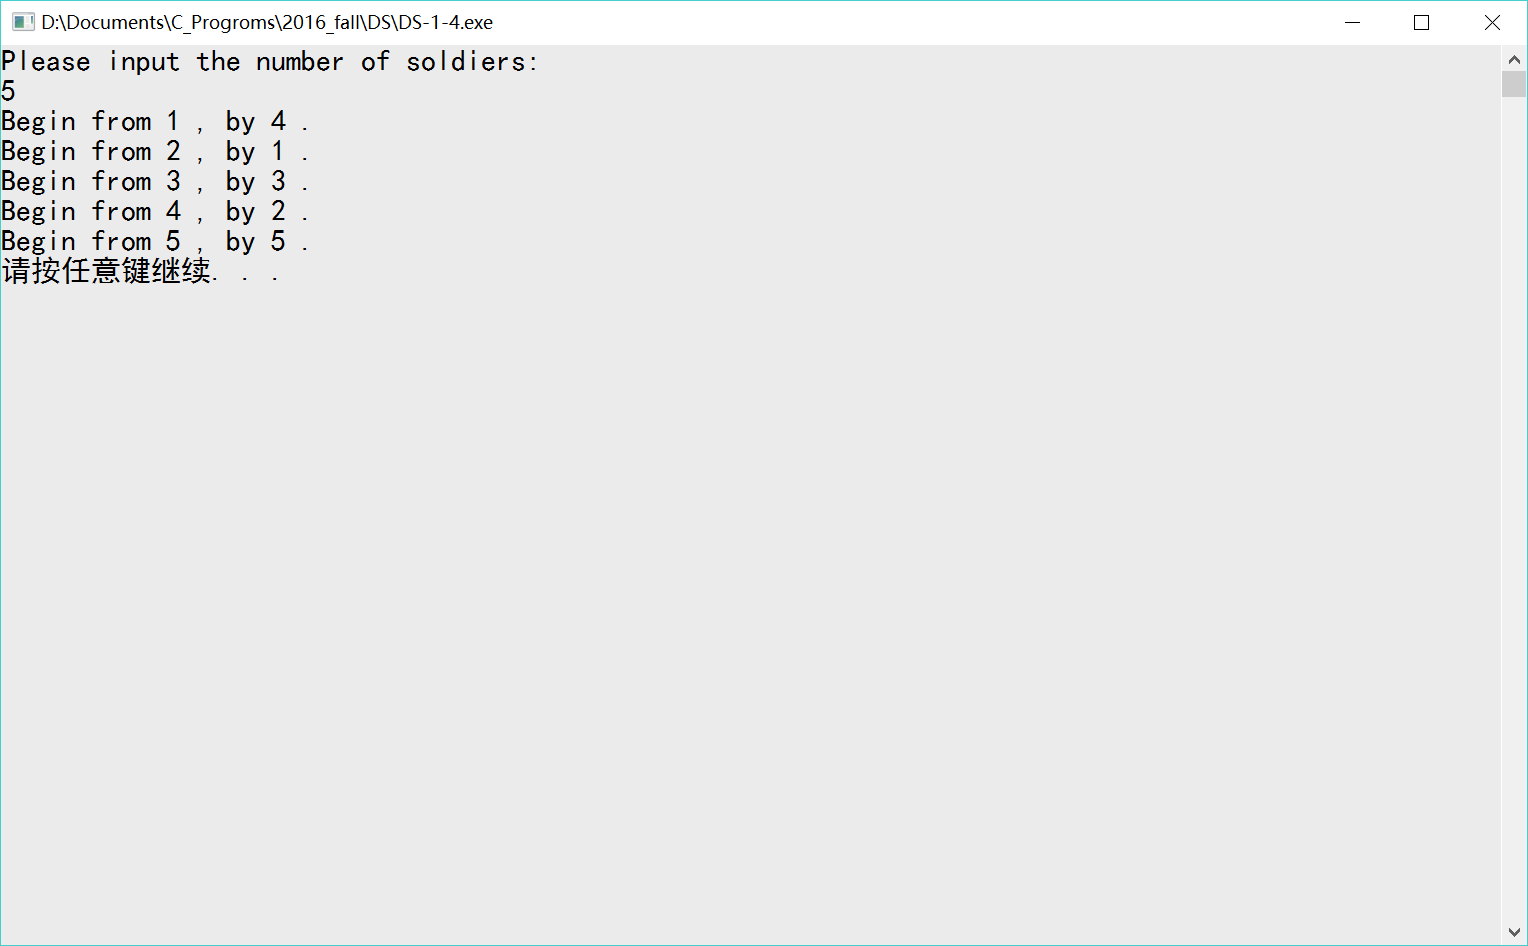 D:\Documents\C_Progroms\2016_fall\DS\DS-1-4.exe
Please input the number of soldiers:
5
Begin from 1 , by 4 .
Begin from 2 , by 1 .
Begin from 3 , by 3 .
Begin from 4 , by 2 .
Begin from 5 , by 5 .
请按任意键继续. . .